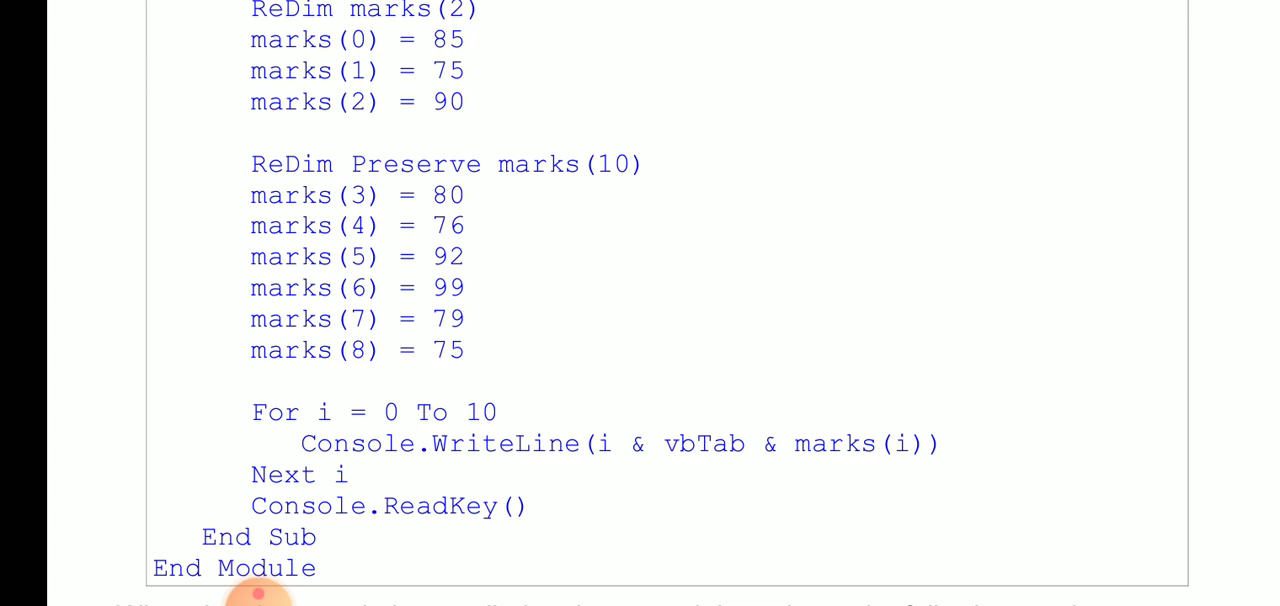 ReDim marks(2)
marks(0) = 85
marks(1) = 75
marks(2) = 90
ReDim Preserve marks(10)
marks(3) = 80
marks(4) = 76
marks(5) = 92
marks(6) = 99
marks(7) = 79
marks(8) = 75
For i = 0 To 10
Console.WriteLine(i & vbTab & marks(i))
Next i
Console.ReadKey()
End Sub
End Module